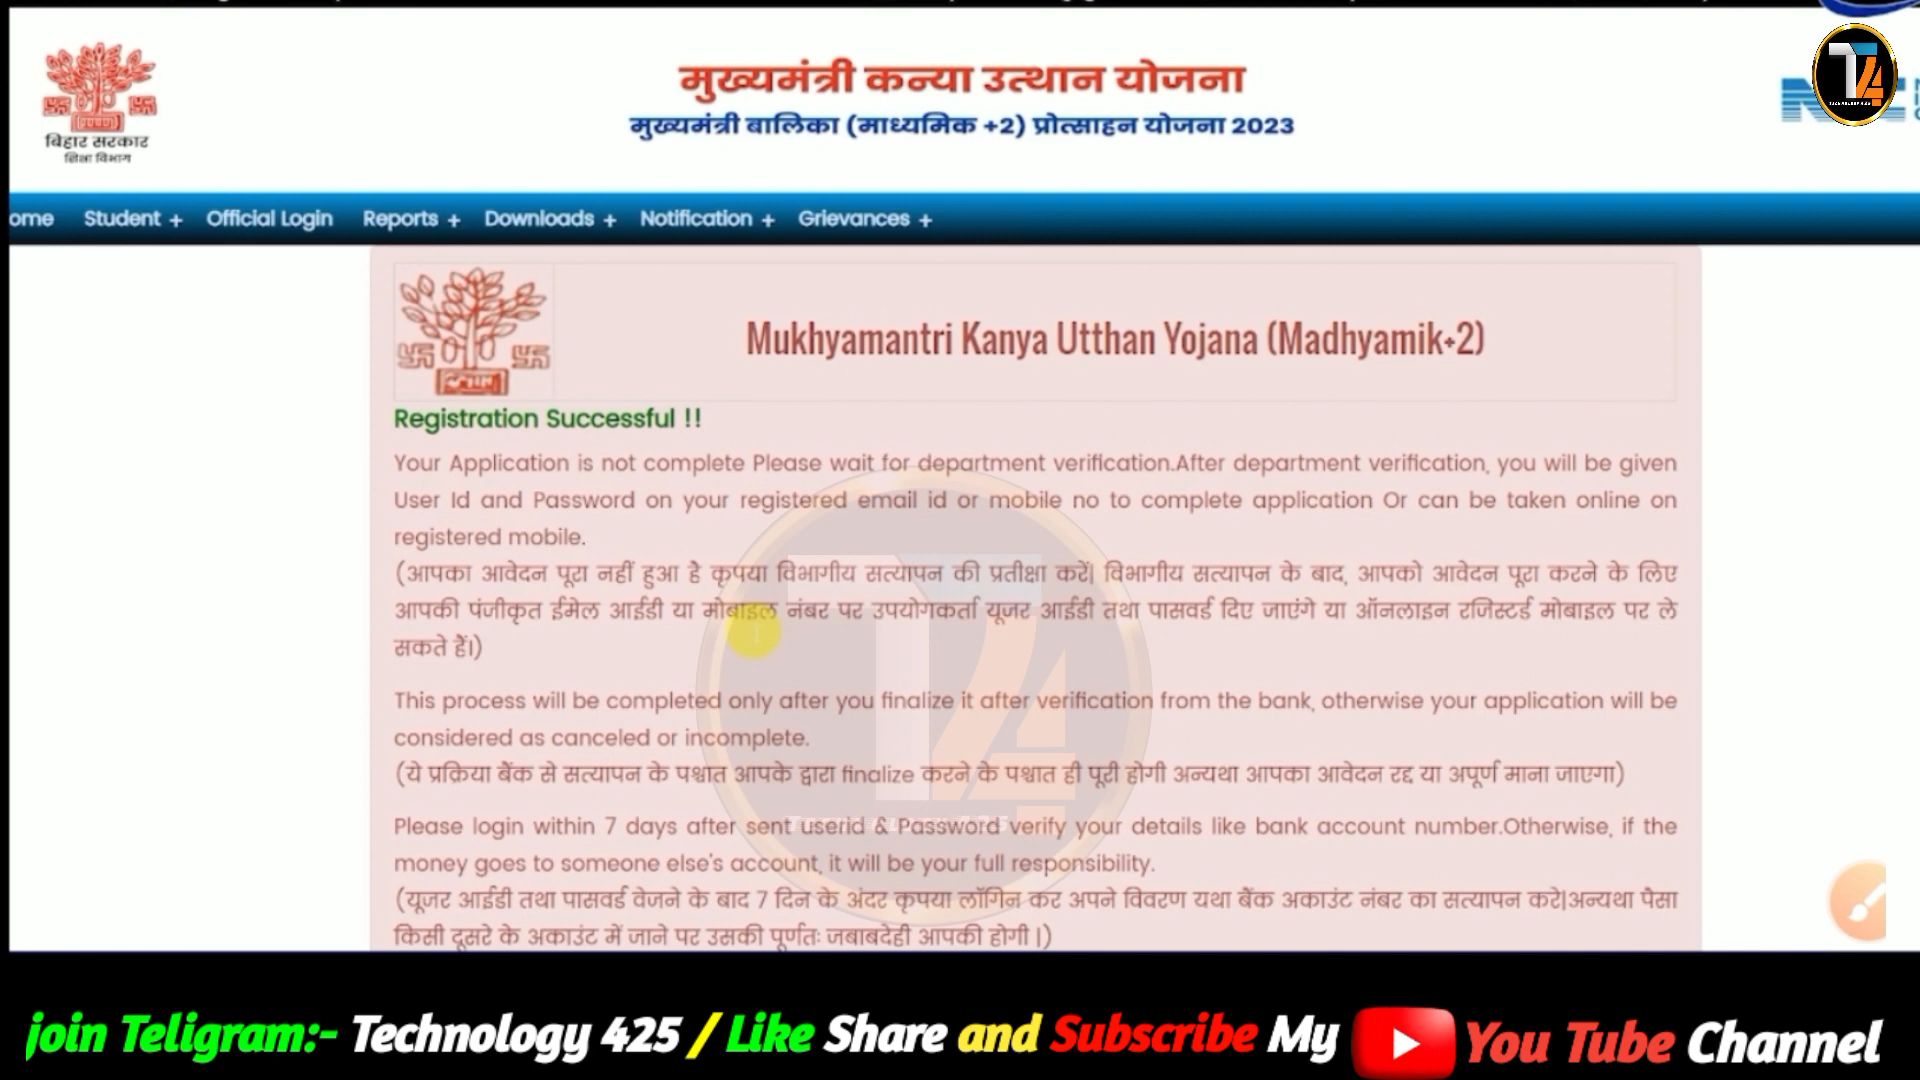 बिहार सरकार
शिक्षा विभाग
मुख्यमंत्री कन्या उत्थान योजना
मुख्यमंत्री बालिका (माध्यमिक +2) प्रोत्साहन योजना 2023
ome Student + Official Login Reports + Downloads + Notification + Grievances +
Mukhyamantri Kanya Utthan Yojana (Madhyamik+2)
Registration Successful !!
Your Application is not complete Please wait for department verification.After department verification, you will be given
User Id and Password on your registered email id or mobile no to complete application Or can be taken online on
registered mobile.
(आपका आवेदन पूरा नहीं हुआ है कृपया विभागीय सत्यापन की प्रतीक्षा करें| विभागीय सत्यापन के बाद, आपको आवेदन पूरा करने के लिए
आपकी पंजीकृत ईमेल आईडी या मोबाइल नंबर पर उपयोगकर्ता यूजर आईडी तथा पासवर्ड दिए जाएंगे या ऑनलाइन रजिस्टर्ड मोबाइल पर ले
सकते हैं।)
This process will be completed only after you finalize it after verification from the bank, otherwise your application will be
considered as canceled or incomplete.
(ये प्रक्रिया बैंक से सत्यापन के पश्चात आपके द्वारा finalize करने के पश्चात ही पूरी होगी अन्यथा आपका आवेदन रद्द या अपूर्ण माना जाएगा)
Please login within 7 days after sent userid & Password verify your details like bank account number.Otherwise, if the
money goes to someone else's account, it will be your full responsibility.
(यूजर आईडी तथा पासवर्ड वेजने के बाद 7 दिन के अंदर कृपया लॉगिन कर अपने विवरण यथा बैंक अकाउंट नंबर का सत्यापन करे|अन्यथा पैसा
किसी दूसरे के अकाउंट में जाने पर उसकी पूर्णतः जबाबदेही आपकी होगी ।)
join Teligram:- Technology 425 / Like Share and Subscribe My You Tube Channel